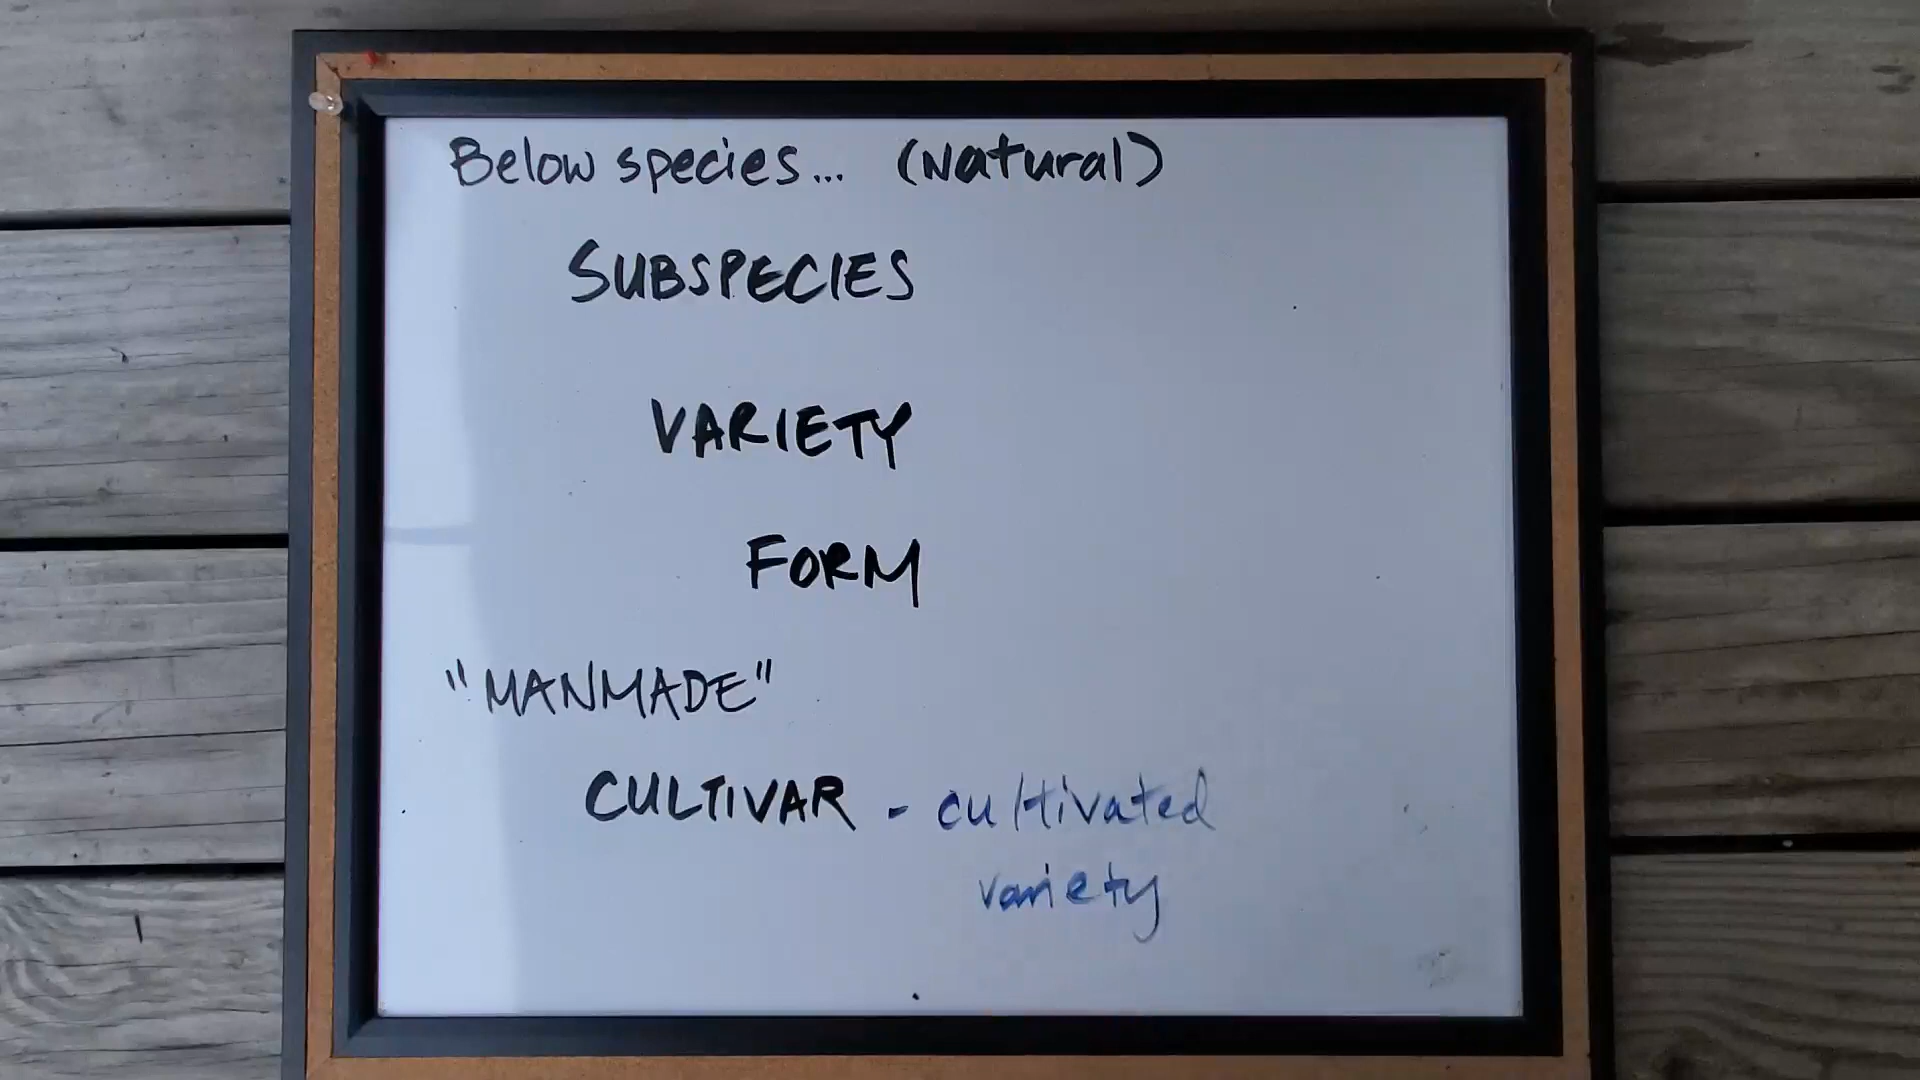 Below species... (Natural)
SUBSPECIES
VARIETY
FORM
"MANMADE"
CULTIVAR - cultivated
variety